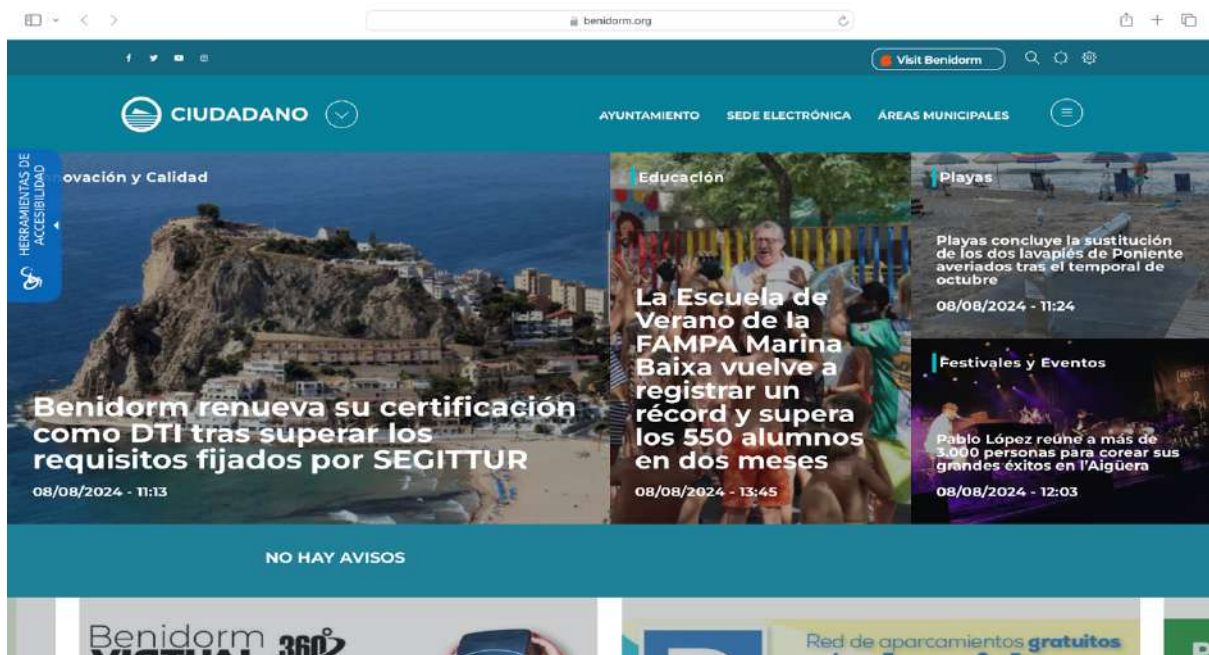 benidorm.org
Visit Benidorm
CIUDADANO
AYUNTAMIENTO
SEDE ELECTRÓNICA
ÁREAS MUNICIPALES
HERRAMIENTAS DE
ACCESIBILIDAD
ovación y Calidad
Benidorm renueva su certificación
como DTI tras superar los
requisitos fijados por SEGITTUR
08/08/2024 - 11:13
Educación
La Escuela de
Verano de la
FAMPA Marina
Baixa vuelve a
registrar un
récord y supera
los 550 alumnos
en dos meses
08/08/2024 - 13:45
Playas
Playas concluye la sustitución
de los dos lavapiés de Poniente
averiados tras el temporal de
octubre
08/08/2024 - 11:24
Festivales y Eventos
Pablo López reúne a más de
3.000 personas para corear sus
grandes éxitos en l'Aigüera
08/08/2024 - 12:03
NO HAY AVISOS
Benidorm
VIRTUAL 360º
Red de aparcamientos gratuitos